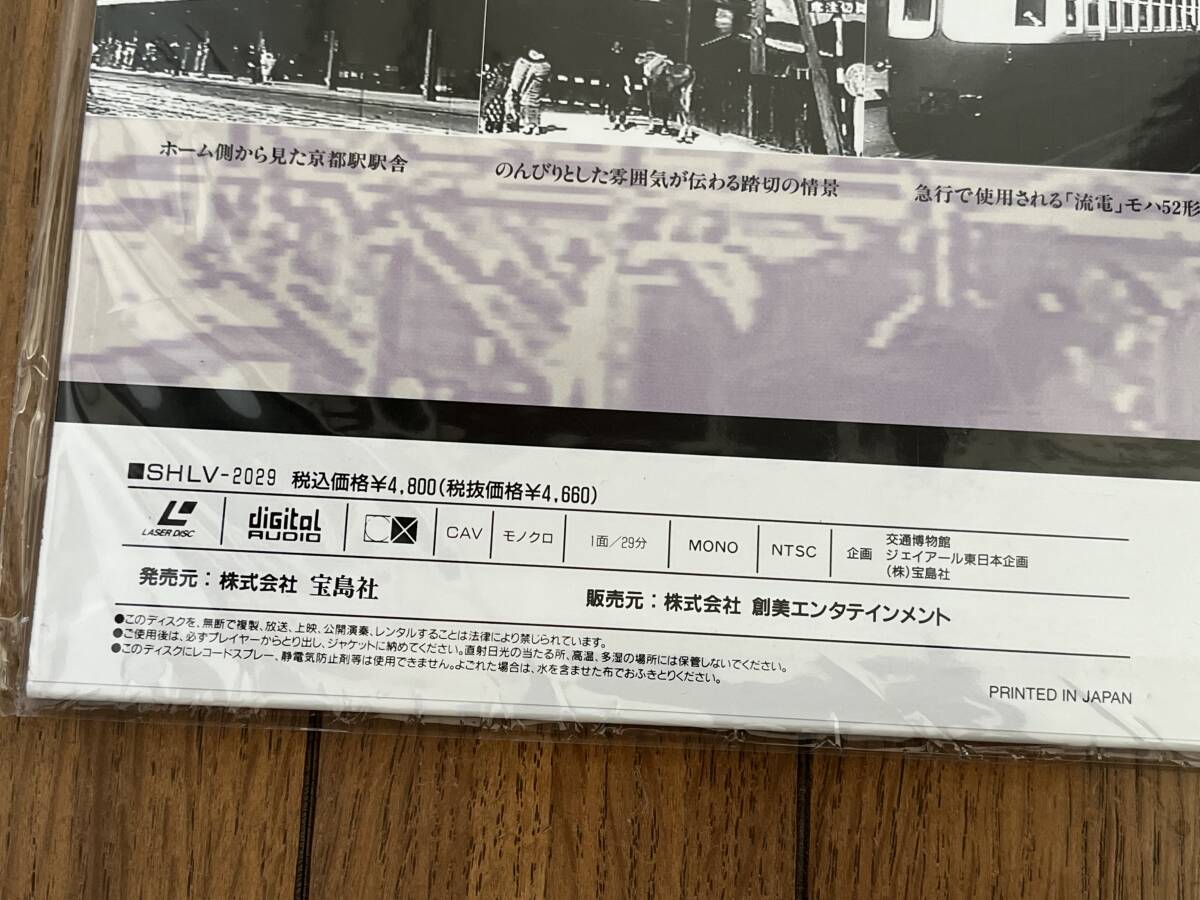 ホーム側から見た京都駅駅舎
のんびりとした雰囲気が伝わる踏切の情景
急行で使用される「流電」モハ52形
■SHLV-2029 税込価格¥4,800(税抜価格¥4,660)
LASER DISC
digital AUDIO
CAV
モノクロ
1面/29分
MONO
NTSC
企画
交通博物館
ジェイアール東日本企画
(株)宝島社
発売元：株式会社 宝島社
販売元：株式会社 創美エンタテインメント
●このディスクを、無断で複製、放送、上映、公開演奏、レンタルすることは法律により禁じられています。
●ご使用後は、必ずプレイヤーからとり出し、ジャケットに納めてください。直射日光の当たる所、高温、多湿の場所には保管しないでください。
●このディスクにレコードスプレー、静電気防止剤等は使用できません。よごれた場合は、水を含ませた布でおふきとりください。
PRINTED IN JAPAN